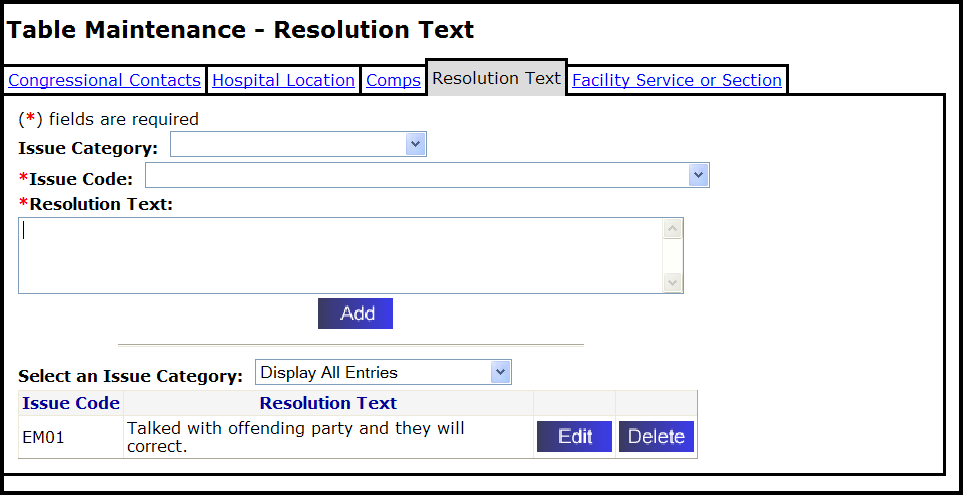 Table Maintenance - Resolution Text
Congressional Contacts Hospital Location Comps Resolution Text Facility Service or Section
(*) fields are required
Issue Category:
*Issue Code:
*Resolution Text:
Add
Select an Issue Category: Display All Entries
Issue Code Resolution Text
EM01 Talked with offending party and they will
correct.
Edit Delete